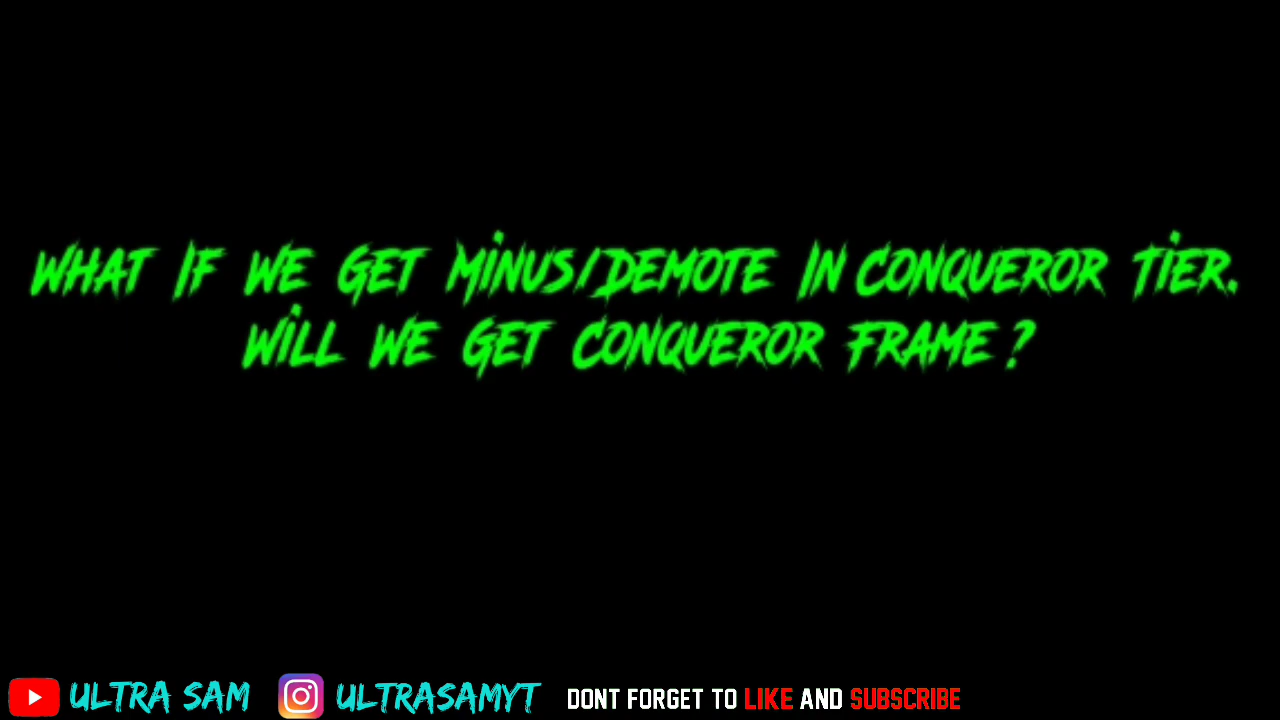 WHAT IF WE GET MINUS/DEMOTE IN CONQUEROR TIER.
WILL WE GET CONQUEROR FRAME ?
ULTRA SAM ULTRASAMYT DONT FORGET TO LIKE AND SUBSCRIBE